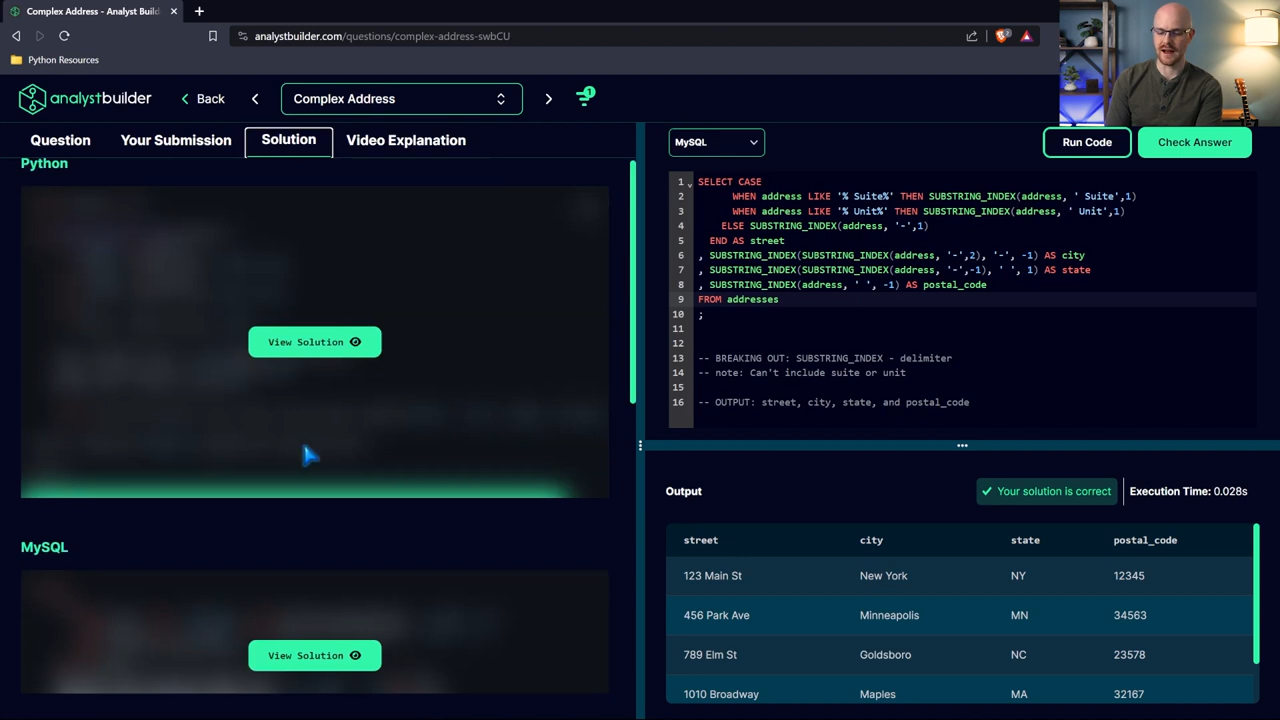 Complex Address - Analyst Build
analystbuilder.com/questions/complex-address-swbCU
2
Python Resources
analystbuilder
Back
Complex Address
1
Question
Your Submission
Solution
Video Explanation
MySQL
Run Code
Check Answer
Python
View Solution
MySQL
View Solution
1 SELECT CASE
2 WHEN address LIKE '% Suite%' THEN SUBSTRING_INDEX(address, ' Suite',1)
3 WHEN address LIKE '% Unit%' THEN SUBSTRING_INDEX(address, ' Unit',1)
4 ELSE SUBSTRING_INDEX(address, '-',1)
5 END AS street
6 , SUBSTRING_INDEX(SUBSTRING_INDEX(address, '-',2), '-', -1) AS city
7 , SUBSTRING_INDEX(SUBSTRING_INDEX(address, '-',-1), ' ', 1) AS state
8 , SUBSTRING_INDEX(address, ' ', -1) AS postal_code
9 FROM addresses
10 ;
11
12
13 -- BREAKING OUT: SUBSTRING_INDEX - delimiter
14 -- note: Can't include suite or unit
15
16 -- OUTPUT: street, city, state, and postal_code
Output
Your solution is correct
Execution Time: 0.028s
street city state postal_code
123 Main St New York NY 12345
456 Park Ave Minneapolis MN 34563
789 Elm St Goldsboro NC 23578
1010 Broadway Maples MA 32167